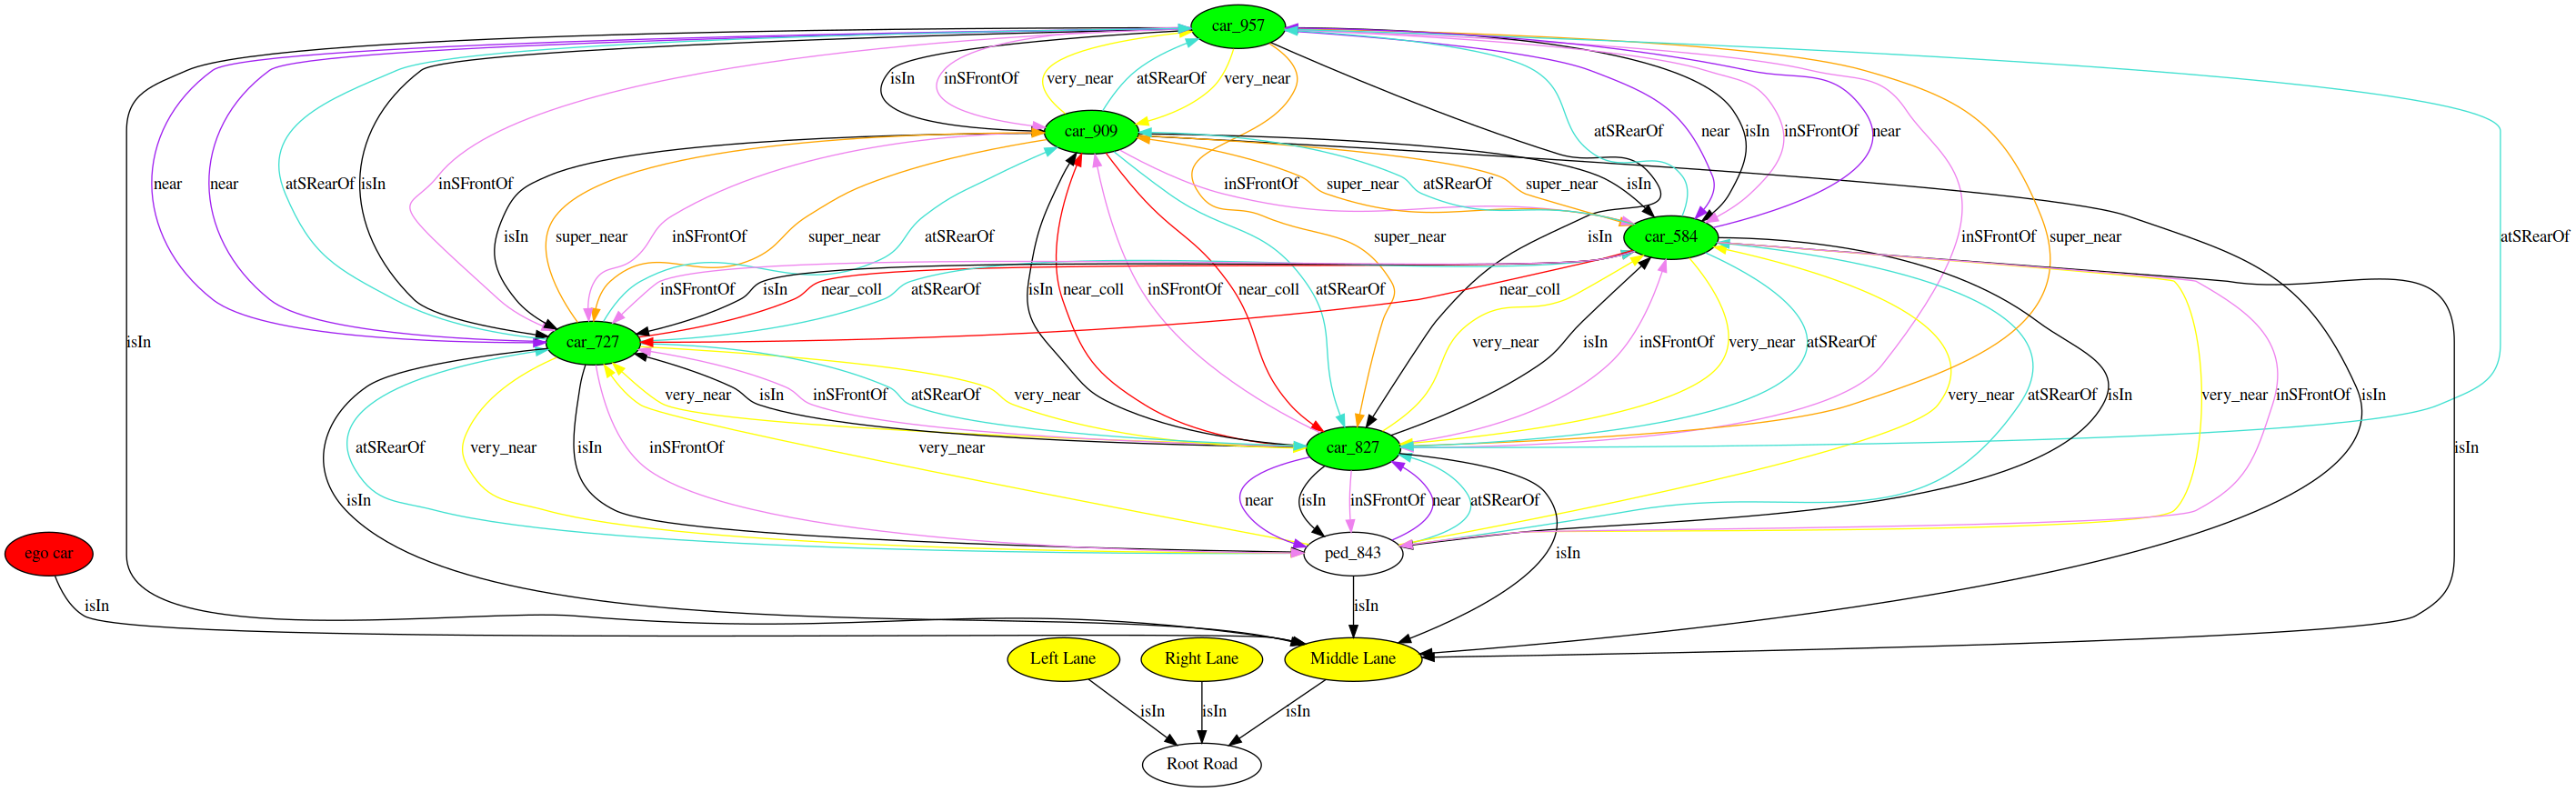 car_957
isIn inSFrontOf very_near atSRearOf very_near
car_909 atSRearOf near isIn inSFrontOf near
near near atSRearOf isIn inSFrontOf inSFrontOf super_near atSRearOf super_near isIn
isIn super_near inSFrontOf super_near atSRearOf super_near isIn car_584 inSFrontOf super_near atSRearOf
inSFrontOf isIn near_coll atSRearOf isIn near_coll inSFrontOf near_coll atSRearOf near_coll
isIn car_727 very_near isIn inSFrontOf very_near atSRearOf
very_near isIn inSFrontOf atSRearOf very_near very_near atSRearOf isIn very_near inSFrontOf isIn
atSRearOf very_near isIn inSFrontOf very_near car_827 isIn
isIn near isIn inSFrontOf near atSRearOf
ego car ped_843 isIn
isIn isIn
Left Lane Right Lane Middle Lane
isIn isIn isIn
Root Road